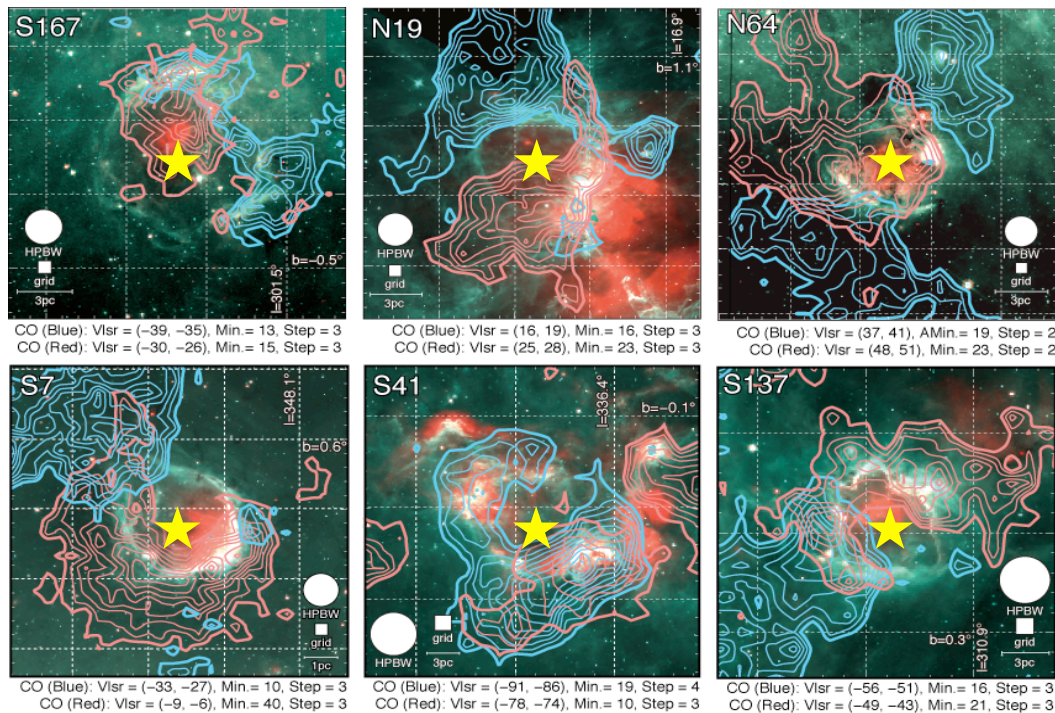 S167
HPBW
grid
3pc
b=−0.5°
l=301.5°
CO (Blue): Vlsr = (−39, −35), Min.= 13, Step = 3
CO (Red): Vlsr = (−30, −26), Min.= 15, Step = 3
N19
l=16.9°
b=1.1°
HPBW
grid
3pc
CO (Blue): Vlsr = (16, 19), Min.= 16, Step = 3
CO (Red): Vlsr = (25, 28), Min.= 23, Step = 3
N64
HPBW
grid
3pc
CO (Blue): Vlsr = (37, 41), AMin.= 19, Step = 2
CO (Red): Vlsr = (48, 51), Min.= 23, Step = 2
S7
l=348.1°
b=0.6°
HPBW
grid
1pc
CO (Blue): Vlsr = (−33, −27), Min.= 10, Step = 3
CO (Red): Vlsr = (−9, −6), Min.= 40, Step = 3
S41
l=336.4°
b=−0.1°
HPBW
grid
3pc
CO (Blue): Vlsr = (−91, −86), Min.= 19, Step = 4
CO (Red): Vlsr = (−78, −74), Min.= 10, Step = 3
S137
HPBW
grid
b=0.3°
l=310.9°
3pc
CO (Blue): Vlsr = (−56, −51), Min.= 16, Step = 3
CO (Red): Vlsr = (−49, −43), Min.= 21, Step = 3